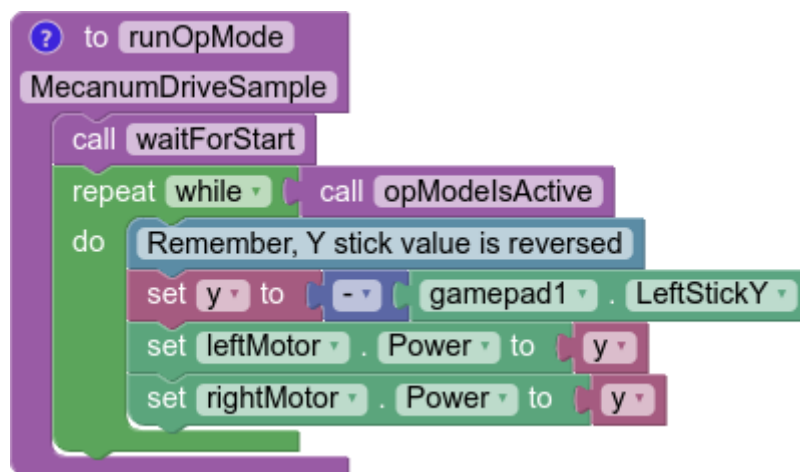 ? to runOpMode
MecanumDriveSample
call waitForStart
repeat while call opModeIsActive
do Remember, Y stick value is reversed
set y to - gamepad1 . LeftStickY
set leftMotor . Power to y
set rightMotor . Power to y